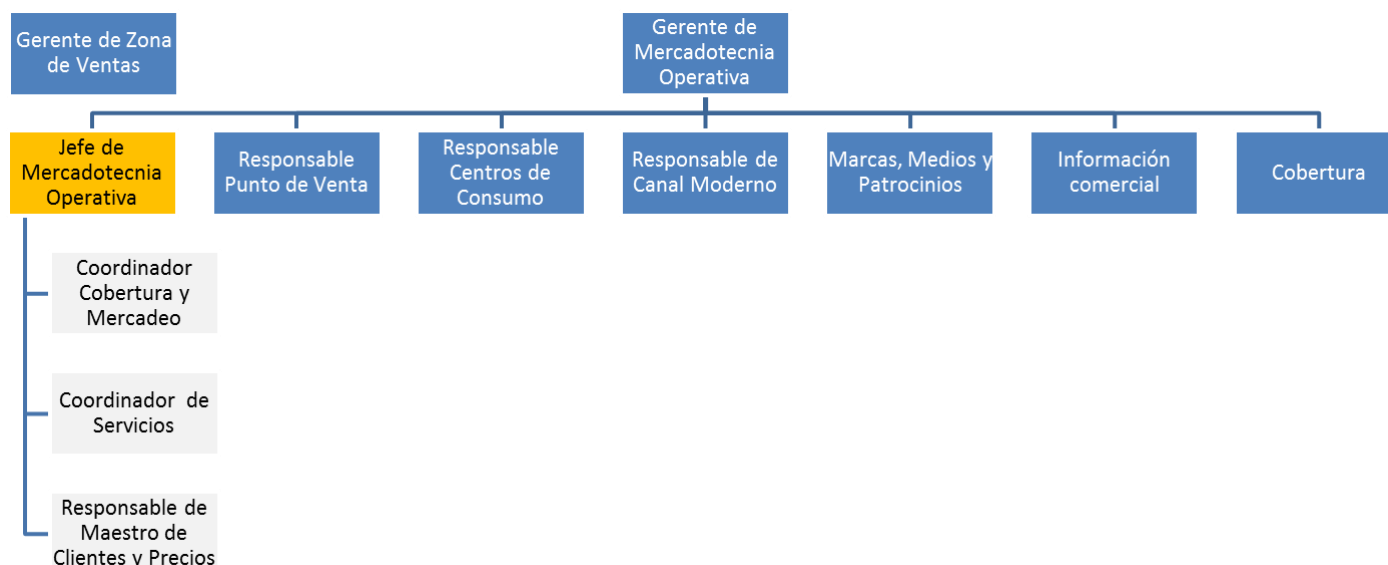 Gerente de Zona
de Ventas
Gerente de
Mercadotecnia
Operativa
Jefe de
Mercadotecnia
Operativa
Responsable
Punto de Venta
Responsable
Centros de
Consumo
Responsable de
Canal Moderno
Marcas, Medios y
Patrocinios
Información
comercial
Cobertura
Coordinador
Cobertura y
Mercadeo
Coordinador de
Servicios
Responsable de
Maestro de
Clientes y Precios